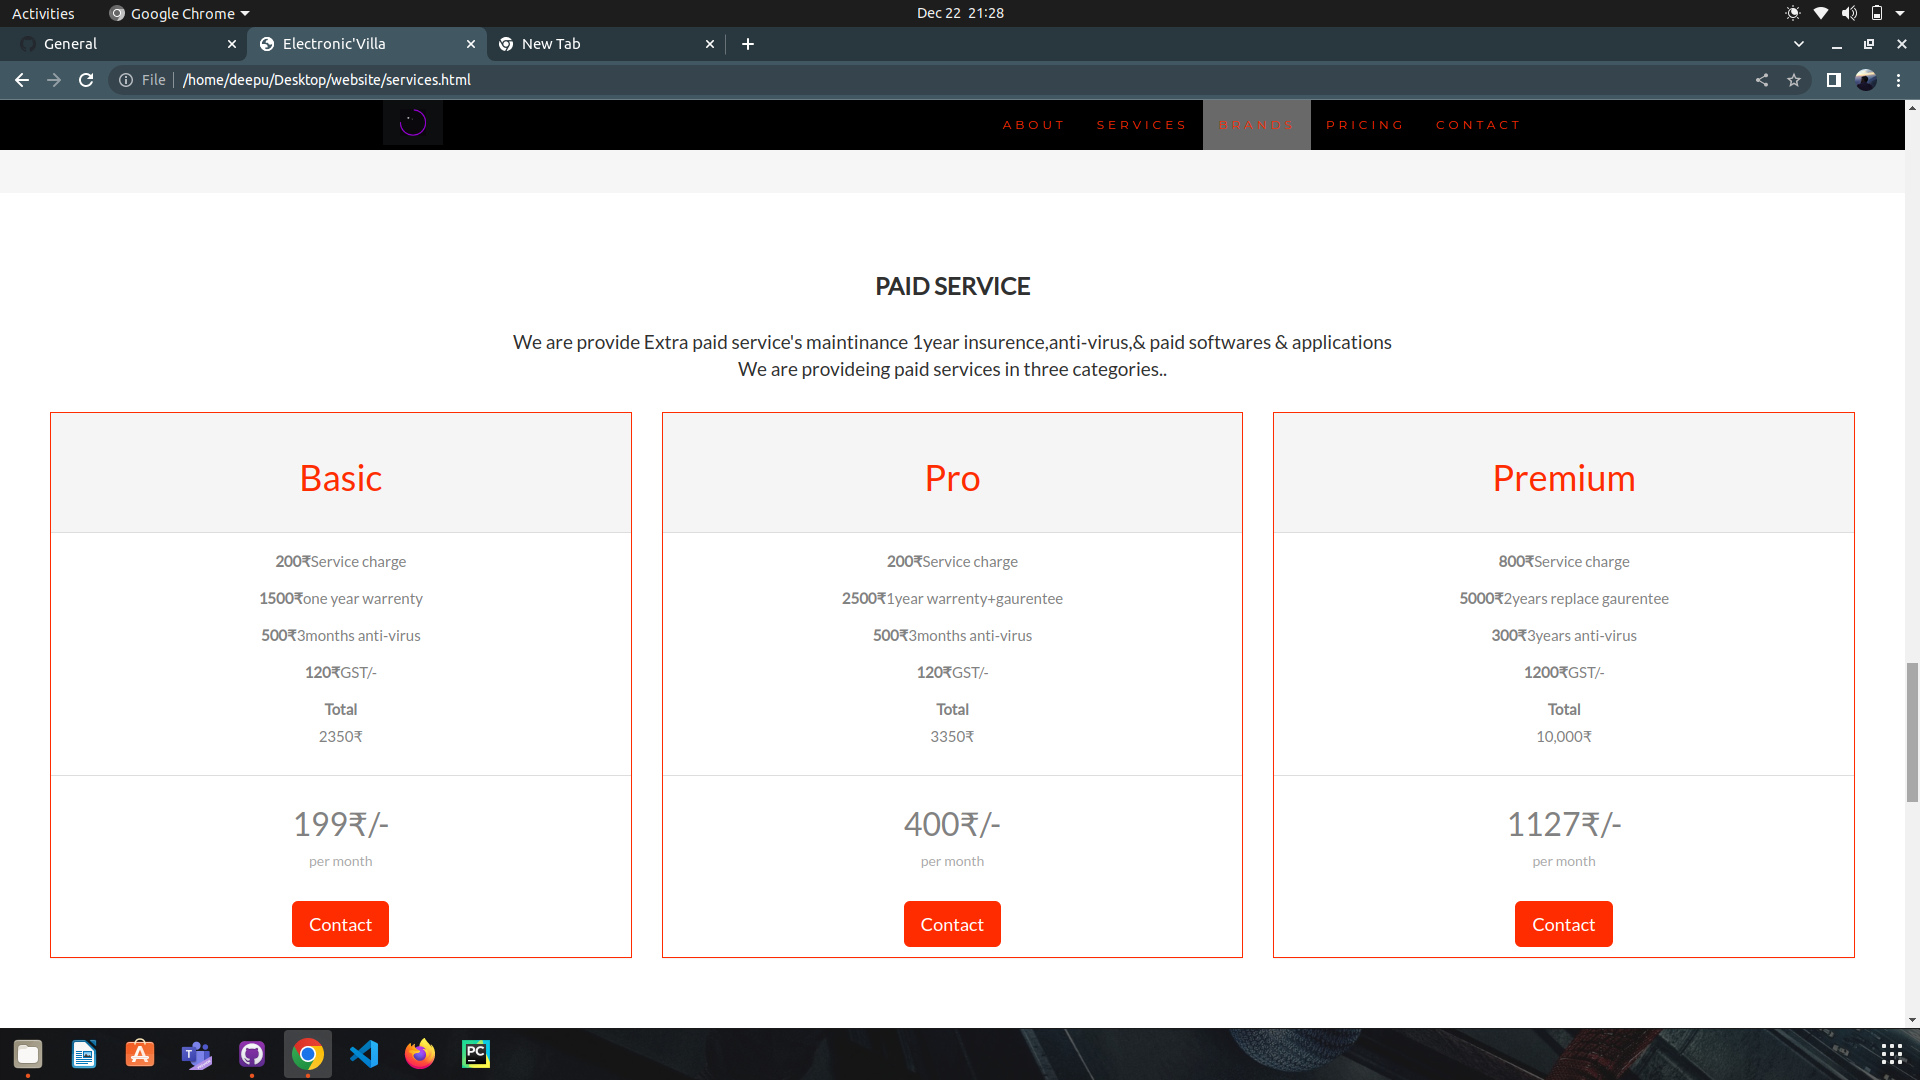 Activities
Google Chrome
Dec 22 21:28
General
Electronic'Villa
New Tab
File
/home/deepu/Desktop/website/services.html
ABOUT
SERVICES
BRANDS
PRICING
CONTACT
PAID SERVICE
We are provide Extra paid service's maintinance 1year insurence,anti-virus,& paid softwares & applications
We are provideing paid services in three categories..
Basic
200₹Service charge
1500₹one year warrenty
500₹3months anti-virus
120₹GST/-
Total
2350₹
199₹/-
per month
Contact
Pro
200₹Service charge
2500₹1year warrenty+gaurentee
500₹3months anti-virus
120₹GST/-
Total
3350₹
400₹/-
per month
Contact
Premium
800₹Service charge
5000₹2years replace gaurentee
300₹3years anti-virus
1200₹GST/-
Total
10,000₹
1127₹/-
per month
Contact